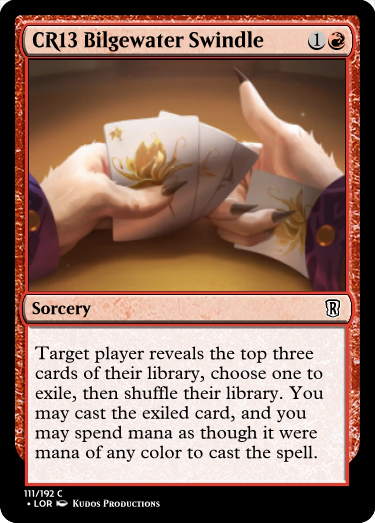 CR13 Bilgewater Swindle 1
Sorcery R
Target player reveals the top three
cards of their library, choose one to
exile, then shuffle their library. You
may cast the exiled card, and you
may spend mana as though it were
mana of any color to cast the spell.
111/192 C
• LOR Kudos Productions